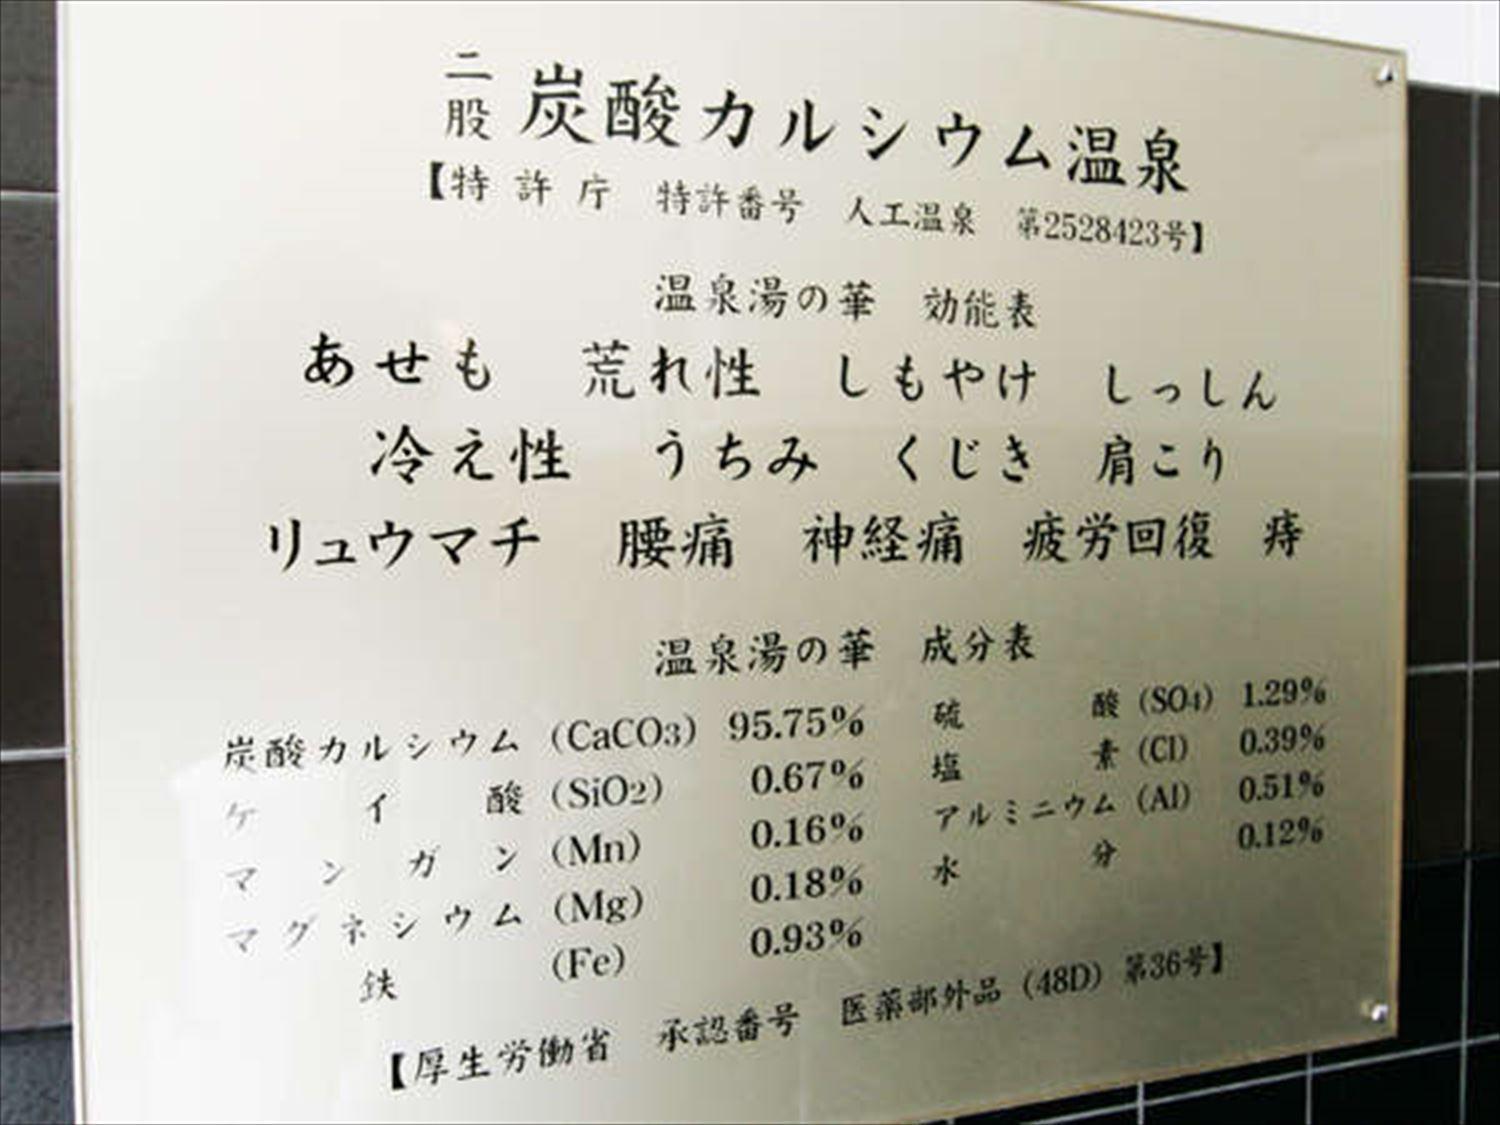 二股 炭酸カルシウム温泉
【特許庁 特許番号 人工温泉 第2528423号】
温泉湯の華 効能表
あせも 荒れ性 しもやけ しっしん
冷え性 うちみ くじき 肩こり
リュウマチ 腰痛 神経痛 疲労回復 痔
温泉湯の華 成分表
炭酸カルシウム (CaCO3) 95.75% 硫酸 (SO4) 1.29%
ケイ酸 (SiO2) 0.67% 塩素 (Cl) 0.39%
マンガン (Mn) 0.16% アルミニウム (Al) 0.51%
マグネシウム (Mg) 0.18% 水分 0.12%
鉄 (Fe) 0.93%
【厚生労働省 承認番号 医薬部外品 (48D) 第36号】